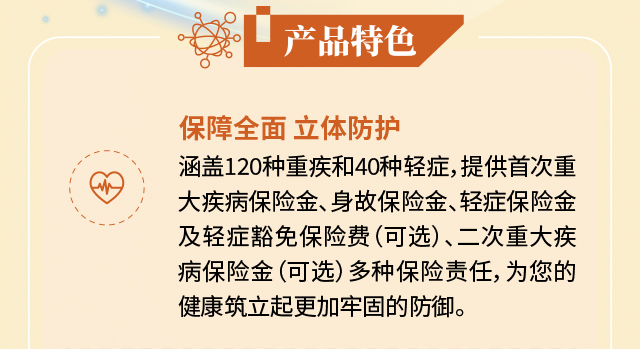 产品特色
保障全面 立体防护
涵盖120种重疾和40种轻症，提供首次重
大疾病保险金、身故保险金、轻症保险金
及轻症豁免保险费（可选）、二次重大疾
病保险金（可选）多种保险责任，为您的
健康筑立起更加牢固的防御。